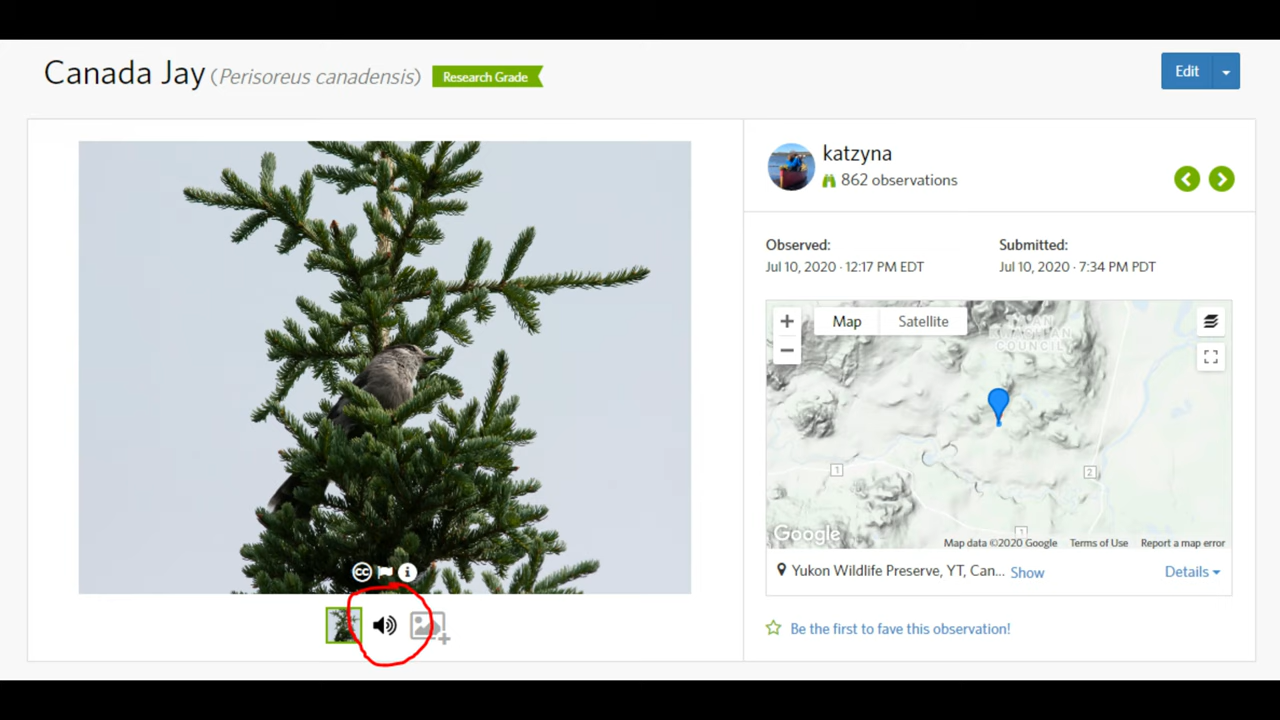 Canada Jay (Perisoreus canadensis) Research Grade
Edit
katzyna
862 observations
Observed:
Jul 10, 2020 · 12:17 PM EDT
Submitted:
Jul 10, 2020 · 7:34 PM PDT
+
Map Satellite
−
COUNCIL
1
2
1
Google
Map data ©2020 Google Terms of Use Report a map error
Yukon Wildlife Preserve, YT, Can... Show Details
Be the first to fave this observation!
cc
i